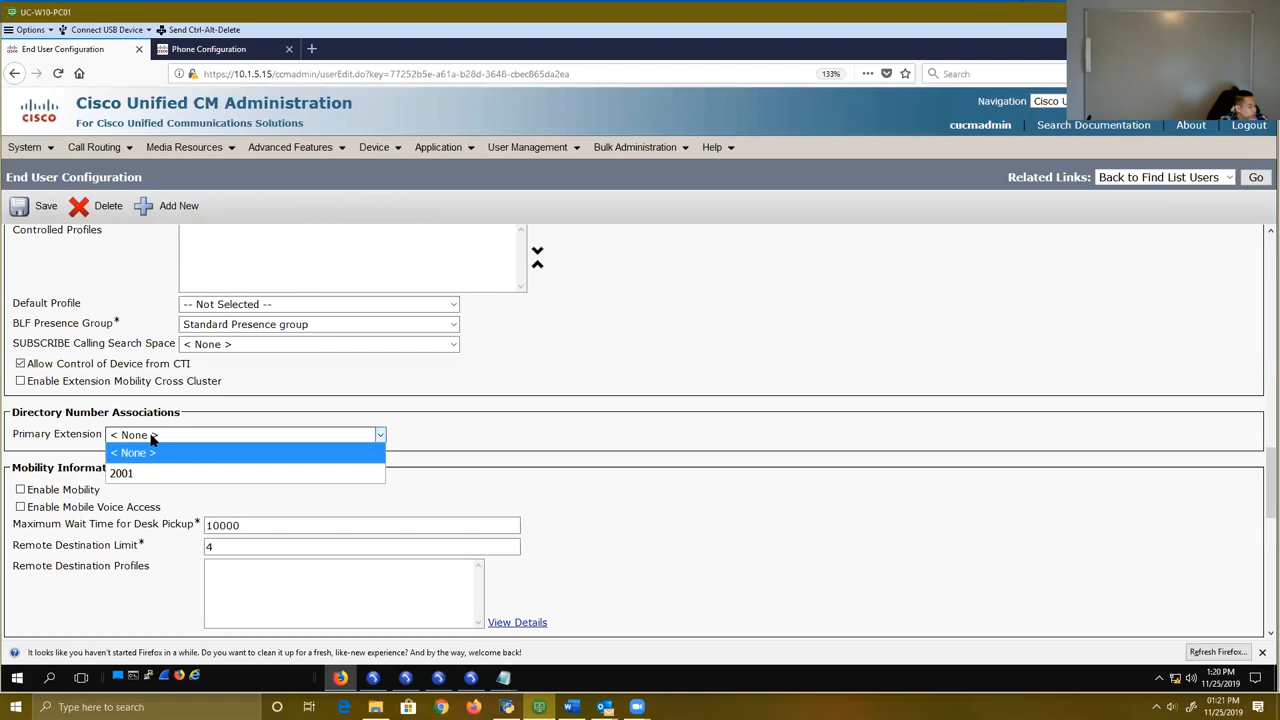 UC-W10-PC01
Options Connect USB Device Send Ctrl-Alt-Delete
End User Configuration Phone Configuration
https://10.1.5.15/ccmadmin/userEdit.do?key=77252b5e-a61a-b28d-3648-cbec865da2ea 133% Search
CISCO
Cisco Unified CM Administration
For Cisco Unified Communications Solutions
Navigation Cisco U
cucmadmin Search Documentation About Logout
System Call Routing Media Resources Advanced Features Device Application User Management Bulk Administration Help
End User Configuration
Related Links: Back to Find List Users Go
Save Delete Add New
Controlled Profiles
Default Profile -- Not Selected --
BLF Presence Group* Standard Presence group
SUBSCRIBE Calling Search Space < None >
Allow Control of Device from CTI
Enable Extension Mobility Cross Cluster
Directory Number Associations
Primary Extension < None >
< None >
2001
Mobility Informat
Enable Mobility
Enable Mobile Voice Access
Maximum Wait Time for Desk Pickup* 10000
Remote Destination Limit* 4
Remote Destination Profiles
View Details
It looks like you haven't started Firefox in a while. Do you want to clean it up for a fresh, like-new experience? And by the way, welcome back!
Refresh Firefox...
1:20 PM
11/25/2019
Type here to search
01:21 PM
11/25/2019